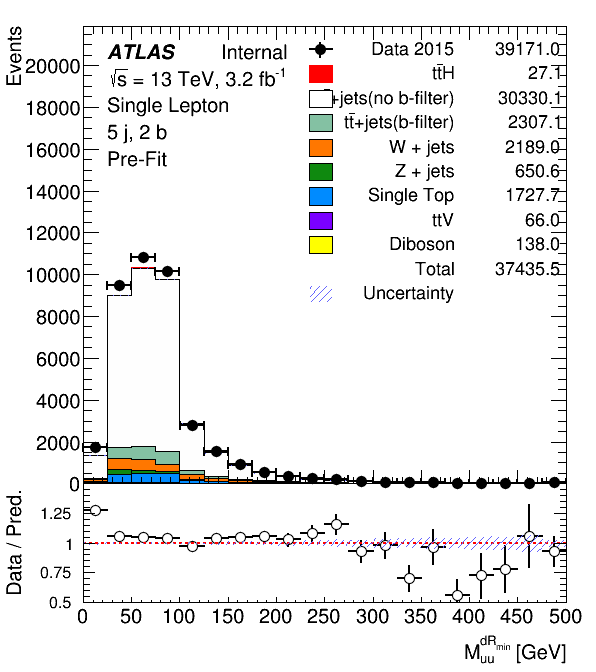 Events
ATLAS Internal
√s = 13 TeV, 3.2 fb⁻¹
Single Lepton
5 j, 2 b
Pre-Fit
Data 2015 39171.0
tt̄H 27.1
+jets(no b-filter) 30330.1
tt̄+jets(b-filter) 2307.1
W + jets 2189.0
Z + jets 650.6
Single Top 1727.7
ttV 66.0
Diboson 138.0
Total 37435.5
Uncertainty
20000
18000
16000
14000
12000
10000
8000
6000
4000
2000
0
Data / Pred.
1.25
1
0.75
0.5
0 50 100 150 200 250 300 350 400 450 500
M_uu^dR_min [GeV]